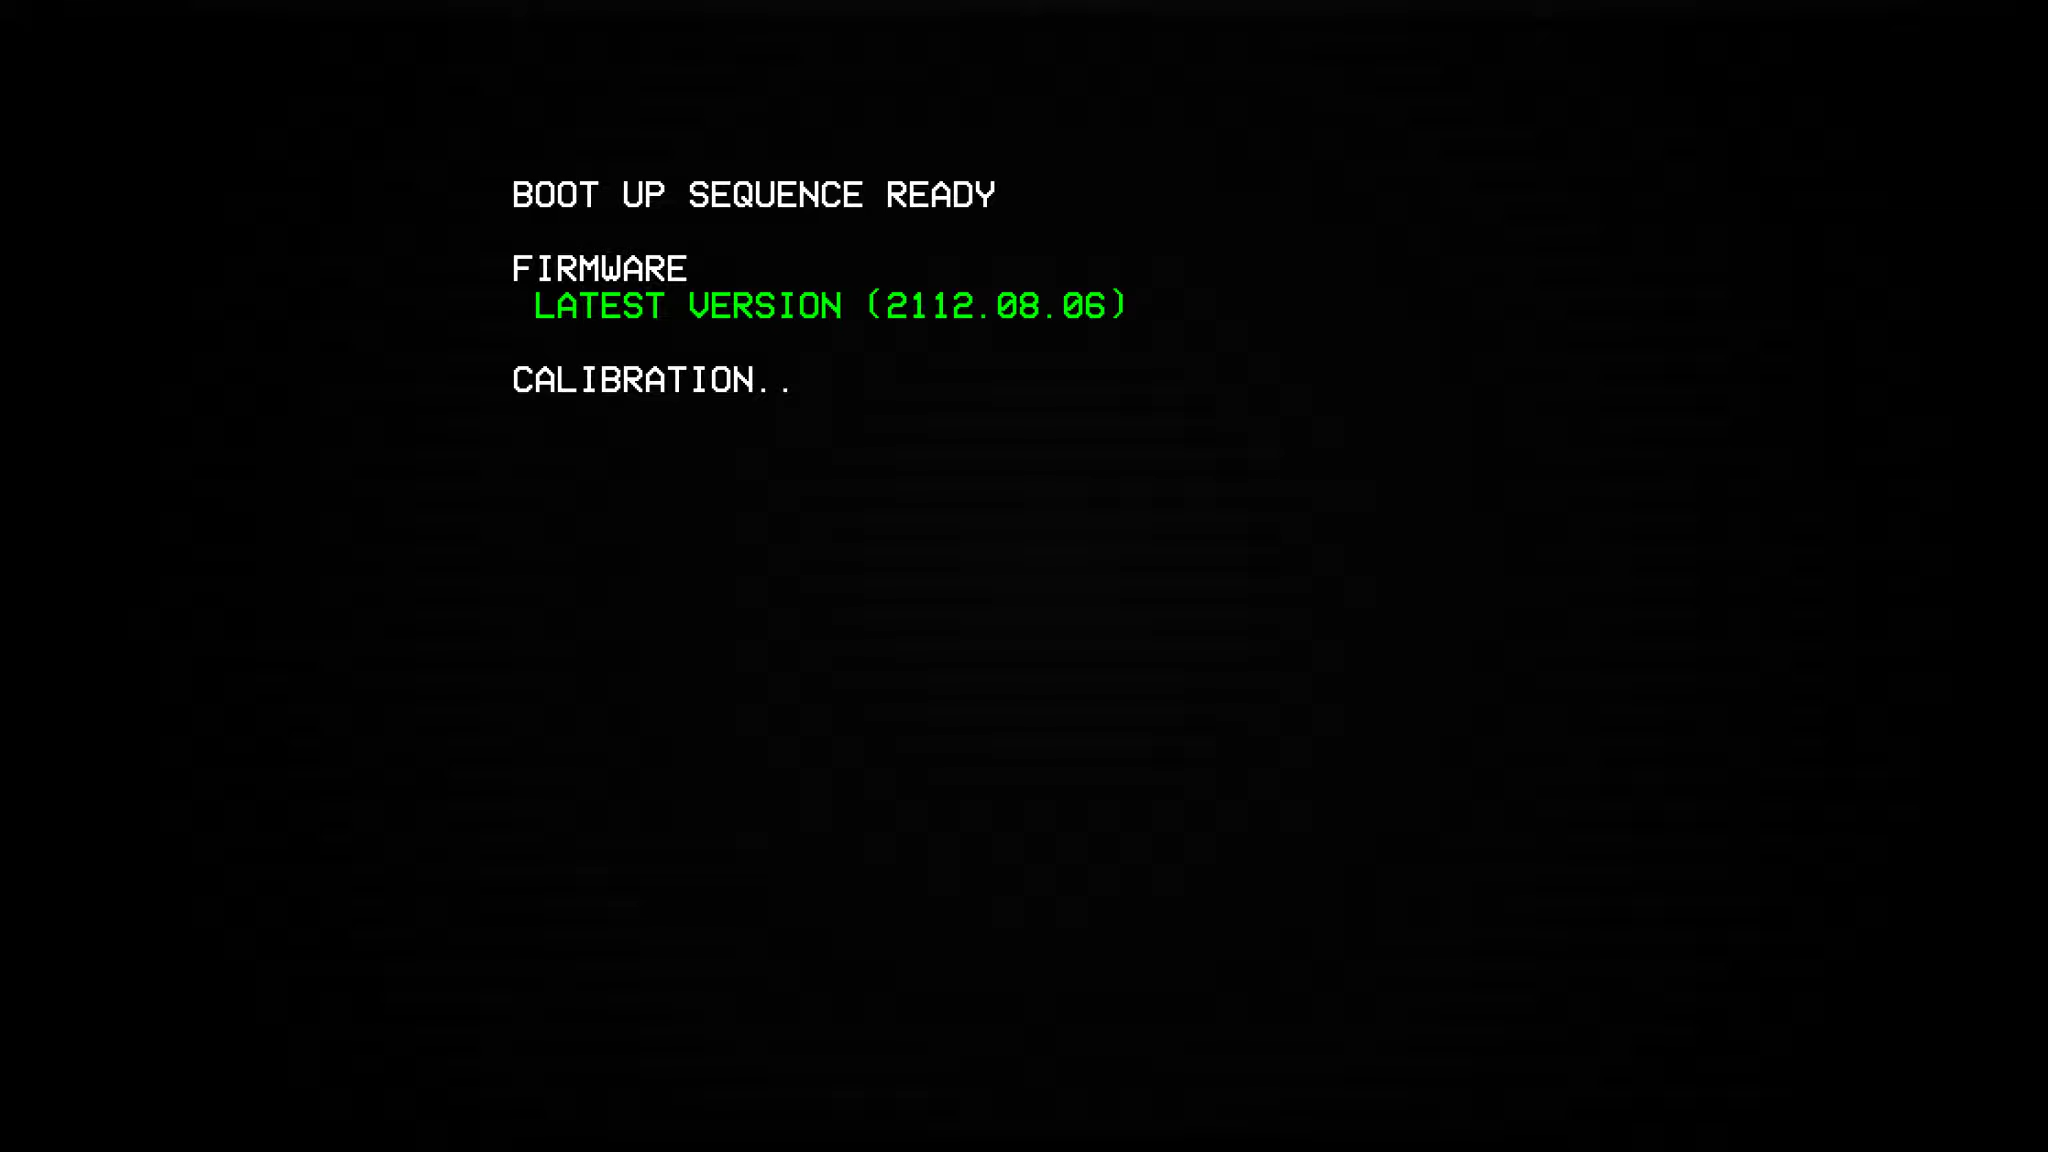 BOOT UP SEQUENCE READY
FIRMWARE
LATEST VERSION (2112.08.06)
CALIBRATION..